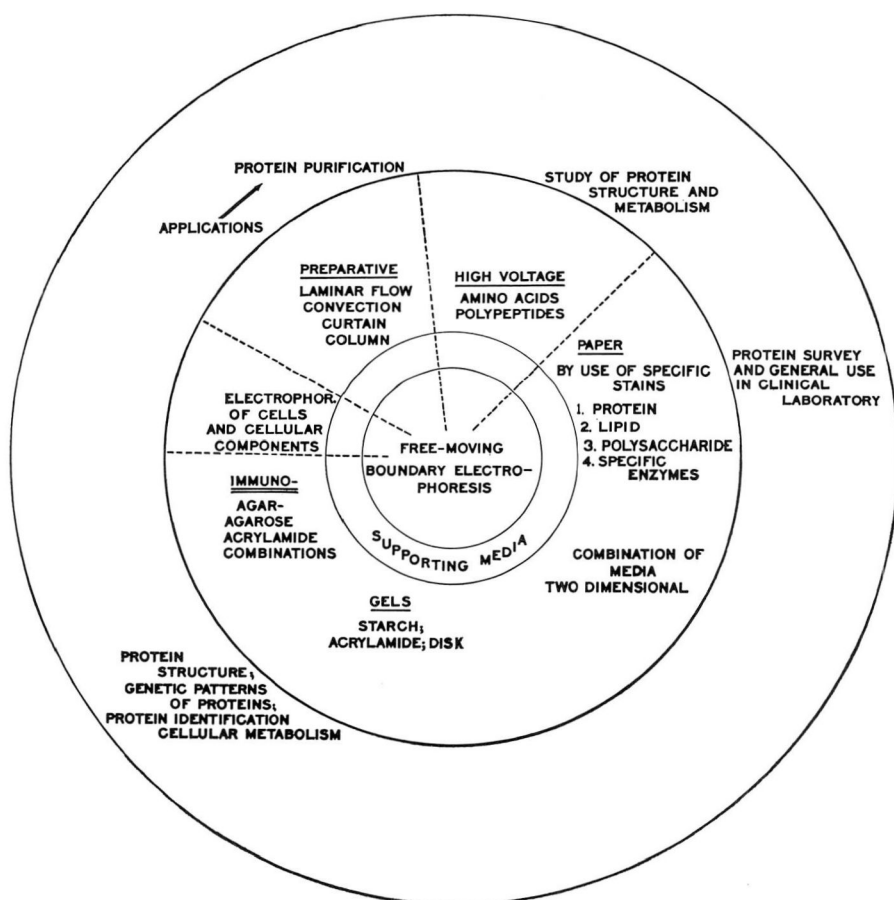 PROTEIN PURIFICATION
APPLICATIONS
STUDY OF PROTEIN
STRUCTURE AND
METABOLISM
PREPARATIVE
LAMINAR FLOW
CONVECTION
CURTAIN
COLUMN
HIGH VOLTAGE
AMINO ACIDS
POLYPEPTIDES
PAPER
BY USE OF SPECIFIC
STAINS
1. PROTEIN
2. LIPID
3. POLYSACCHARIDE
4. SPECIFIC
ENZYMES
PROTEIN SURVEY
AND GENERAL USE
IN CLINICAL
LABORATORY
ELECTROPHOR.
OF CELLS
AND CELLULAR
COMPONENTS
FREE-MOVING
BOUNDARY ELECTRO-
PHORESIS
SUPPORTING MEDIA
IMMUNO-
AGAR-
AGAROSE
ACRYLAMIDE
COMBINATIONS
COMBINATION OF
MEDIA
TWO DIMENSIONAL
GELS
STARCH;
ACRYLAMIDE; DISK
PROTEIN
STRUCTURE;
GENETIC PATTERNS
OF PROTEINS;
PROTEIN IDENTIFICATION
CELLULAR METABOLISM